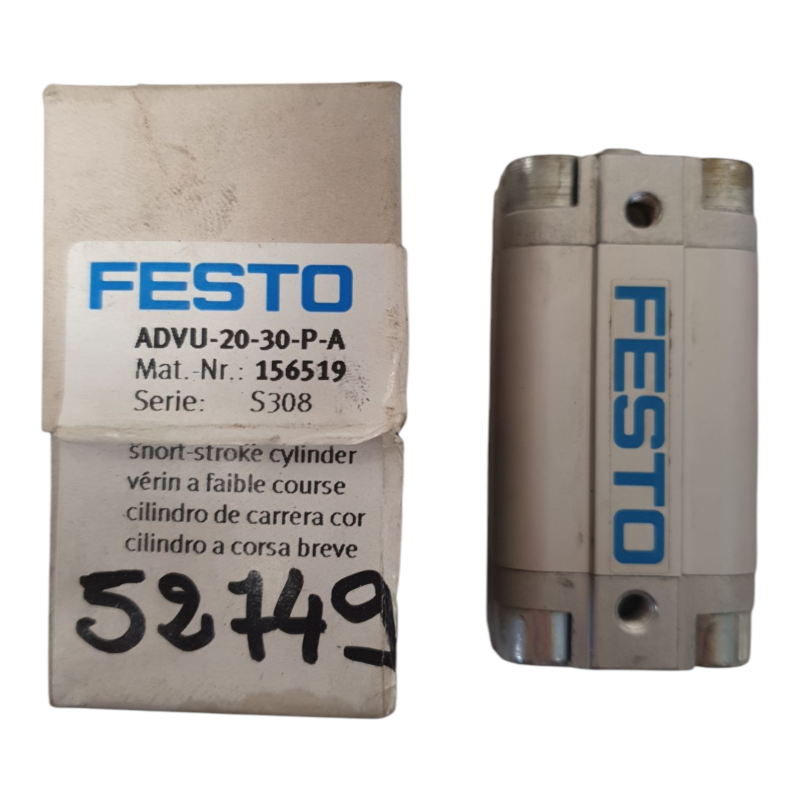 FESTO
ADVU-20-30-P-A
Mat.-Nr.: 156519
Serie: S308
short-stroke cylinder
vérin a faible course
cilindro de carrera cor
cilindro a corsa breve
52749
FESTO